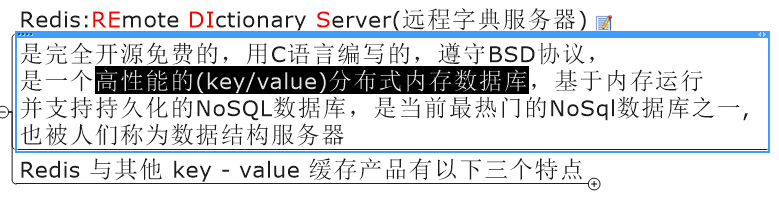 Redis:REmote DIctionary Server(远程字典服务器)
是完全开源免费的，用C语言编写的，遵守BSD协议，
是一个高性能的(key/value)分布式内存数据库，基于内存运行
并支持持久化的NoSQL数据库，是当前最热门的NoSql数据库之一,
也被人们称为数据结构服务器
Redis 与其他 key - value 缓存产品有以下三个特点